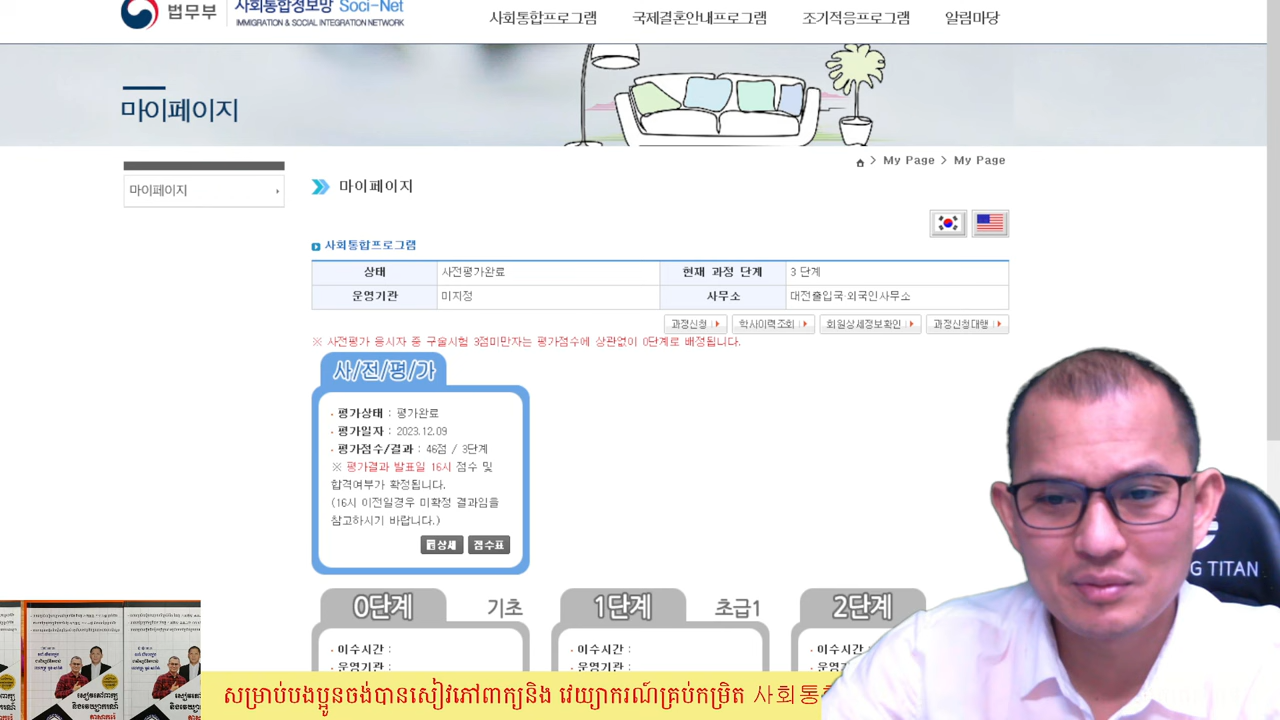 법무부 사회통합정보망 Soci-Net
IMMIGRATION & SOCIAL INTEGRATION NETWORK
사회통합프로그램 국제결혼안내프로그램 조기적응프로그램 알림마당
마이페이지
My Page > My Page
마이페이지
마이페이지
사회통합프로그램
상태 사전평가완료 현재 과정 단계 3 단계
운영기관 미지정 사무소 대전출입국·외국인사무소
과정신청 학사이력조회 회원상세정보확인 과정신청대행
※ 사전평가 응시자 중 구술시험 3점미만자는 평가점수에 상관없이 0단계로 배정됩니다.
사/전/평/가
평가상태 : 평가완료
평가일자 : 2023.12.09
평가점수/결과 : 46점 / 3단계
※ 평가결과 발표일 16시 점수 및
합격여부가 확정됩니다.
(16시 이전일경우 미확정 결과임을
참고하시기 바랍니다.)
상세 점수표
0단계 기초 1단계 초급1 2단계
이수시간 : 이수시간 : 이수시간 :
운영기관 : 운영기관 :
G TITAN
សម្រាប់បងប្អូនចង់បានសៀវភៅពាក្យនិង វេយ្យាករណ៍គ្រប់កម្រិត 사회통